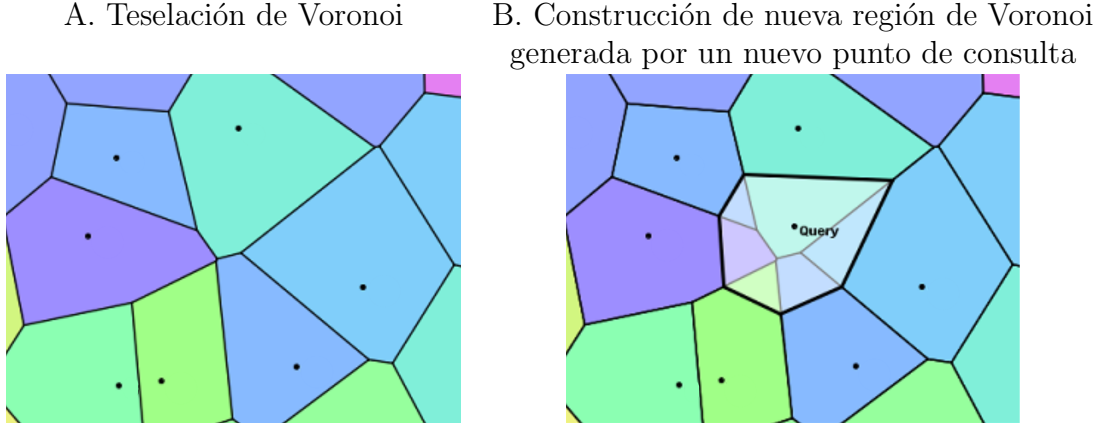 A. Teselación de Voronoi
B. Construcción de nueva región de Voronoi
generada por un nuevo punto de consulta
Query